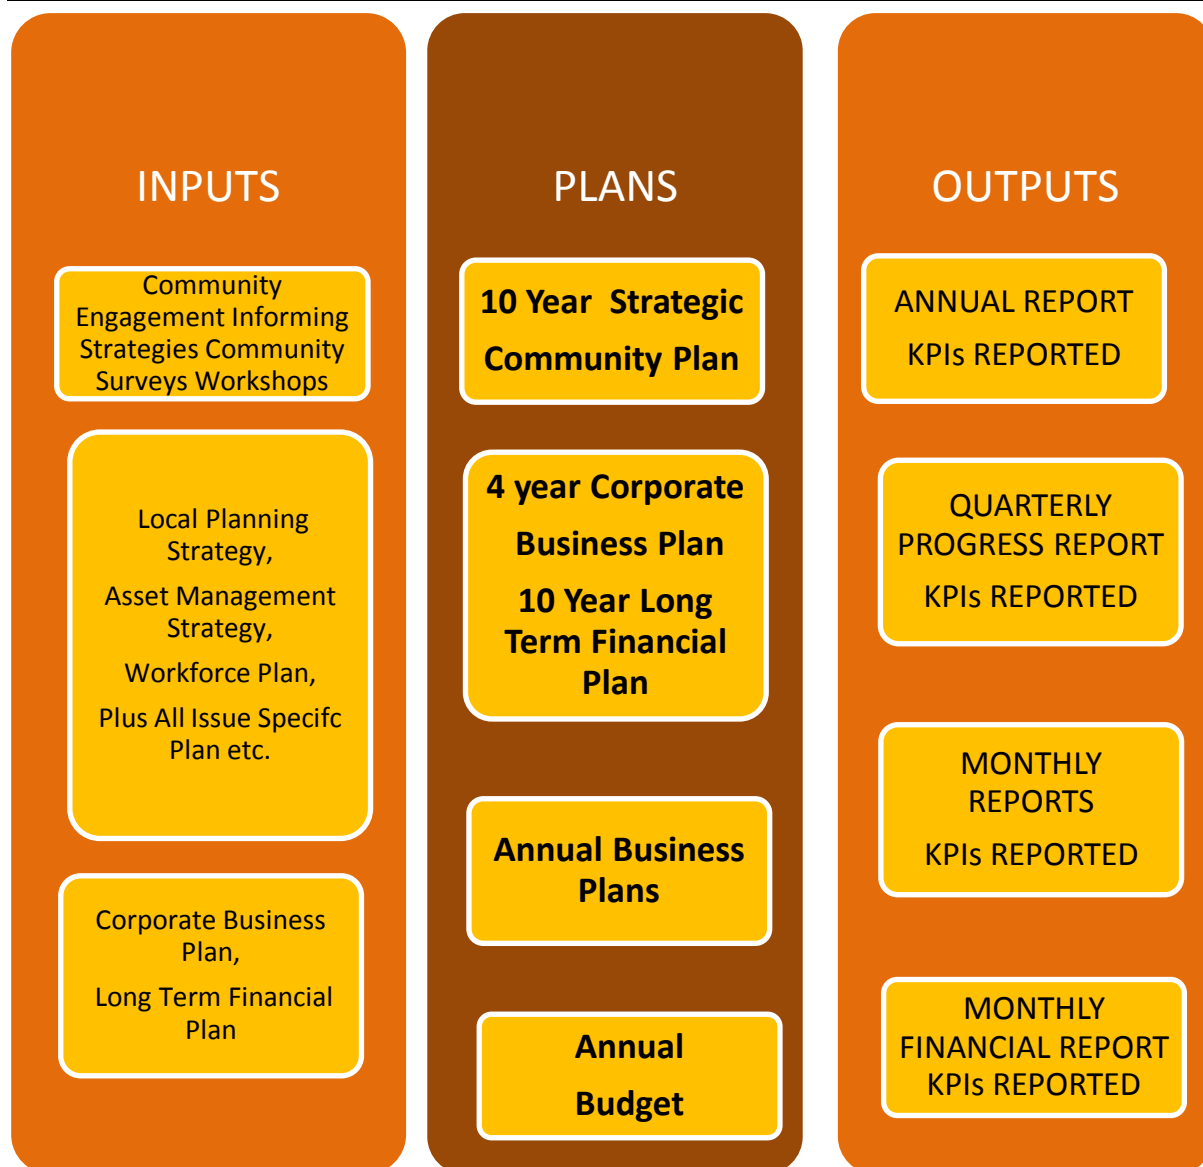 INPUTS
Community
Engagement Informing
Strategies Community
Surveys Workshops
Local Planning
Strategy,
Asset Management
Strategy,
Workforce Plan,
Plus All Issue Specifc
Plan etc.
Corporate Business
Plan,
Long Term Financial
Plan
PLANS
10 Year  Strategic
Community Plan
4 year Corporate
Business Plan
10 Year Long
Term Financial
Plan
Annual Business
Plans
Annual
Budget
OUTPUTS
ANNUAL REPORT
KPIs REPORTED
QUARTERLY
PROGRESS REPORT
KPIs REPORTED
MONTHLY
REPORTS
KPIs REPORTED
MONTHLY
FINANCIAL REPORT
KPIs REPORTED